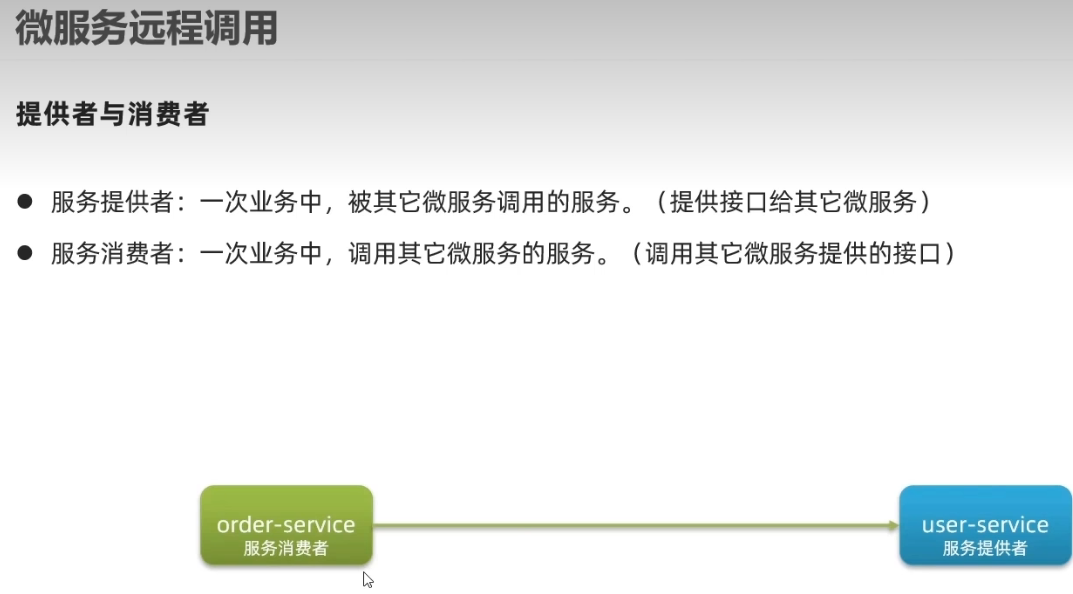 微服务远程调用
提供者与消费者
● 服务提供者：一次业务中，被其它微服务调用的服务。（提供接口给其它微服务）
● 服务消费者：一次业务中，调用其它微服务的服务。（调用其它微服务提供的接口）
order-service
服务消费者
user-service
服务提供者